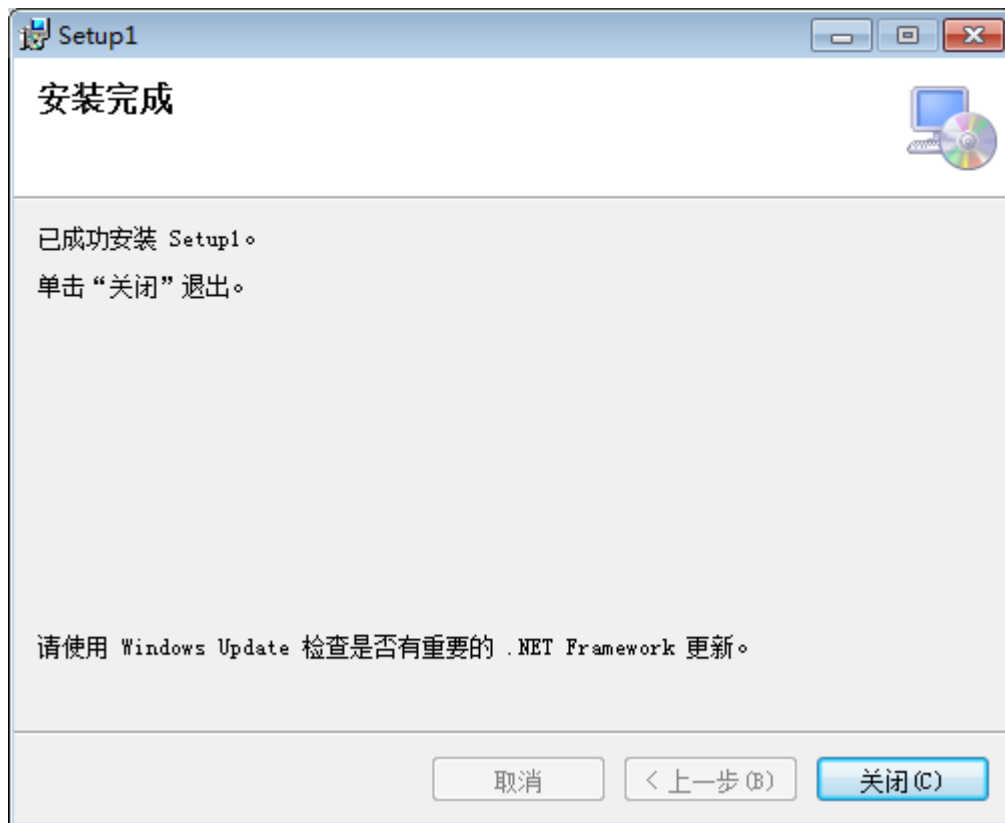 Setup1
安装完成
已成功安装 Setup1。
单击“关闭”退出。
请使用 Windows Update 检查是否有重要的 .NET Framework 更新。
取消
< 上一步(B)
关闭(C)